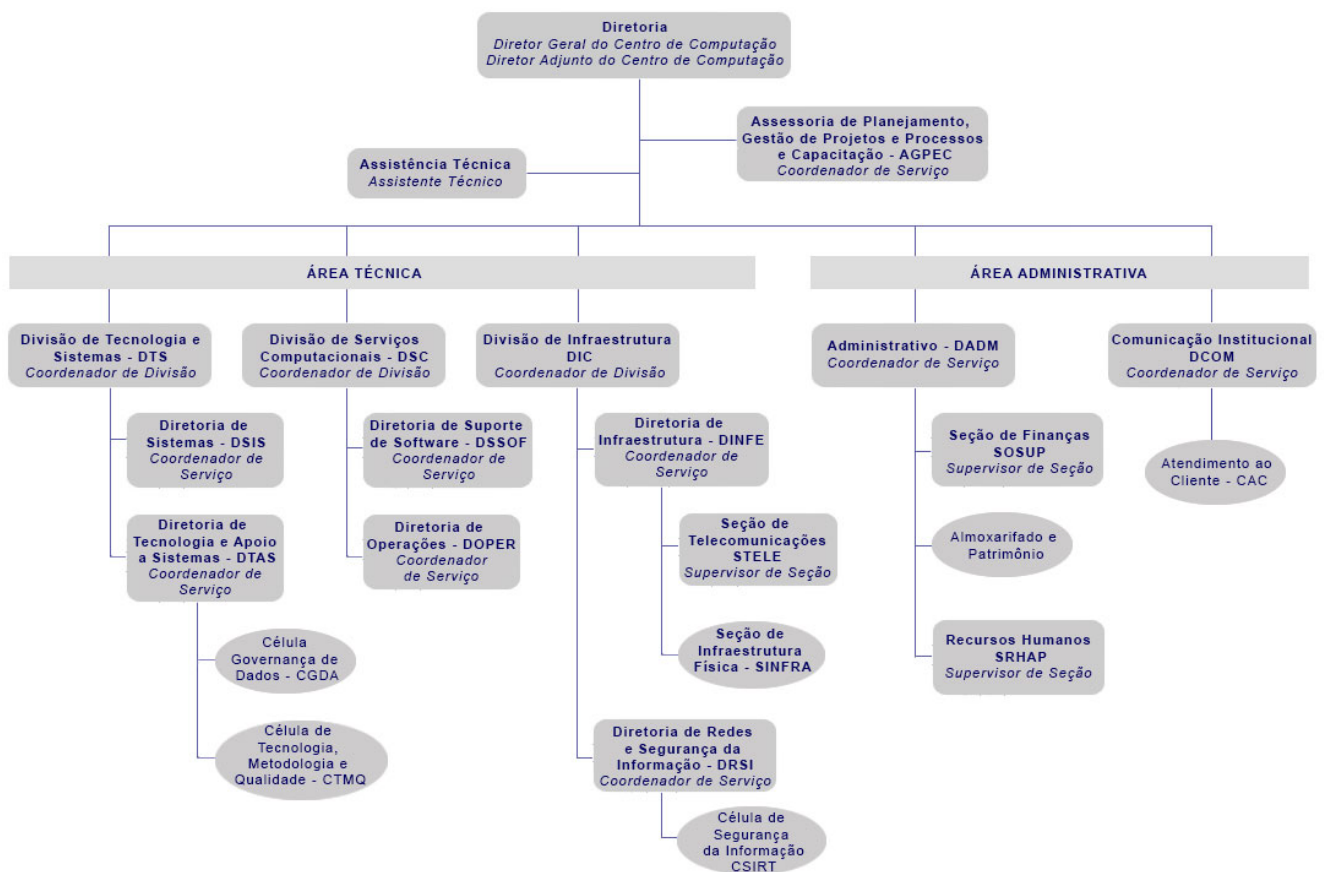 Diretoria
Diretor Geral do Centro de Computação
Diretor Adjunto do Centro de Computação
Assessoria de Planejamento,
Gestão de Projetos e Processos
e Capacitação - AGPEC
Coordenador de Serviço
Assistência Técnica
Assistente Técnico
ÁREA TÉCNICA
ÁREA ADMINISTRATIVA
Divisão de Tecnologia e
Sistemas - DTS
Coordenador de Divisão
Divisão de Serviços
Computacionais - DSC
Coordenador de Divisão
Divisão de Infraestrutura
DIC
Coordenador de Divisão
Administrativo - DADM
Coordenador de Serviço
Comunicação Institucional
DCOM
Coordenador de Serviço
Diretoria de
Sistemas - DSIS
Coordenador de
Serviço
Diretoria de Suporte
de Software - DSSOF
Coordenador de
Serviço
Diretoria de
Infraestrutura - DINFE
Coordenador de
Serviço
Seção de Finanças
SOSUP
Supervisor de Seção
Atendimento ao
Cliente - CAC
Diretoria de
Tecnologia e Apoio
a Sistemas - DTAS
Coordenador de
Serviço
Diretoria de
Operações - DOPER
Coordenador
de Serviço
Seção de
Telecomunicações
STELE
Supervisor de Seção
Almoxarifado e
Patrimônio
Célula
Governança de
Dados - CGDA
Seção de
Infraestrutura
Física - SINFRA
Recursos Humanos
SRHAP
Supervisor de Seção
Célula de
Tecnologia,
Metodologia e
Qualidade - CTMQ
Diretoria de Redes
e Segurança da
Informação - DRSI
Coordenador de Serviço
Célula de
Segurança
da Informação
CSIRT